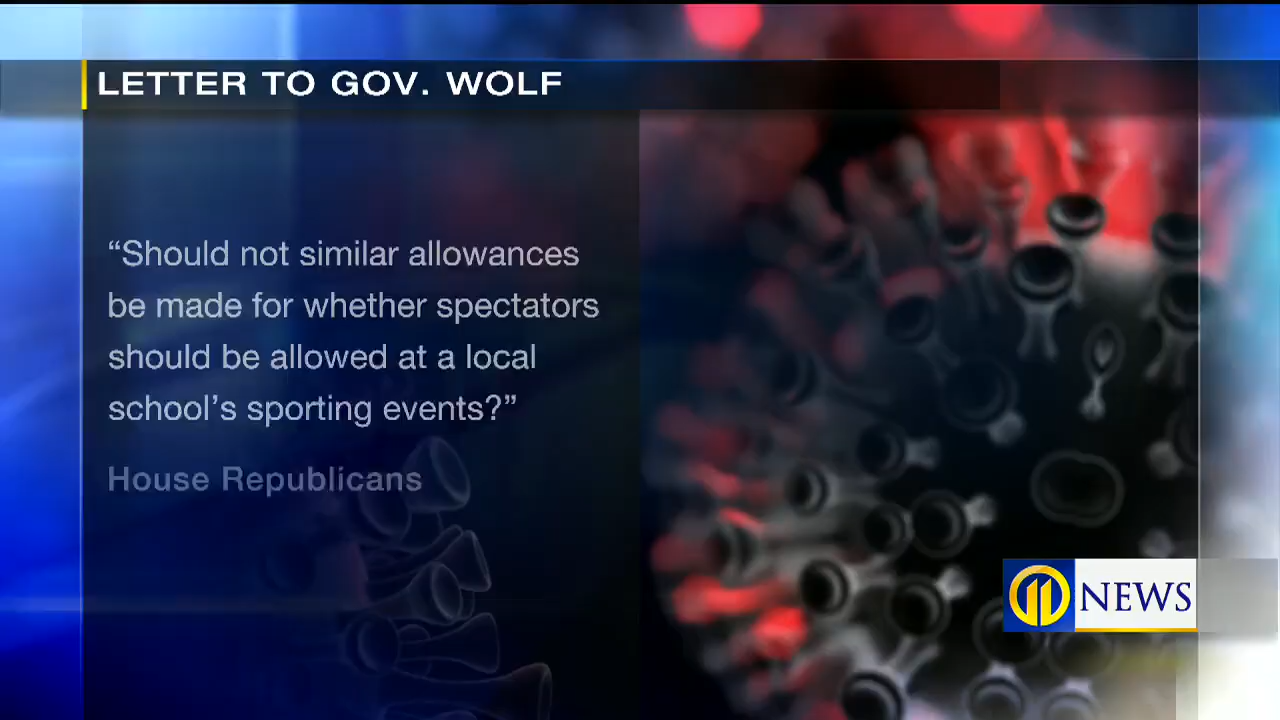 LETTER TO GOV. WOLF
“Should not similar allowances
be made for whether spectators
should be allowed at a local
school’s sporting events?”
House Republicans
11 NEWS